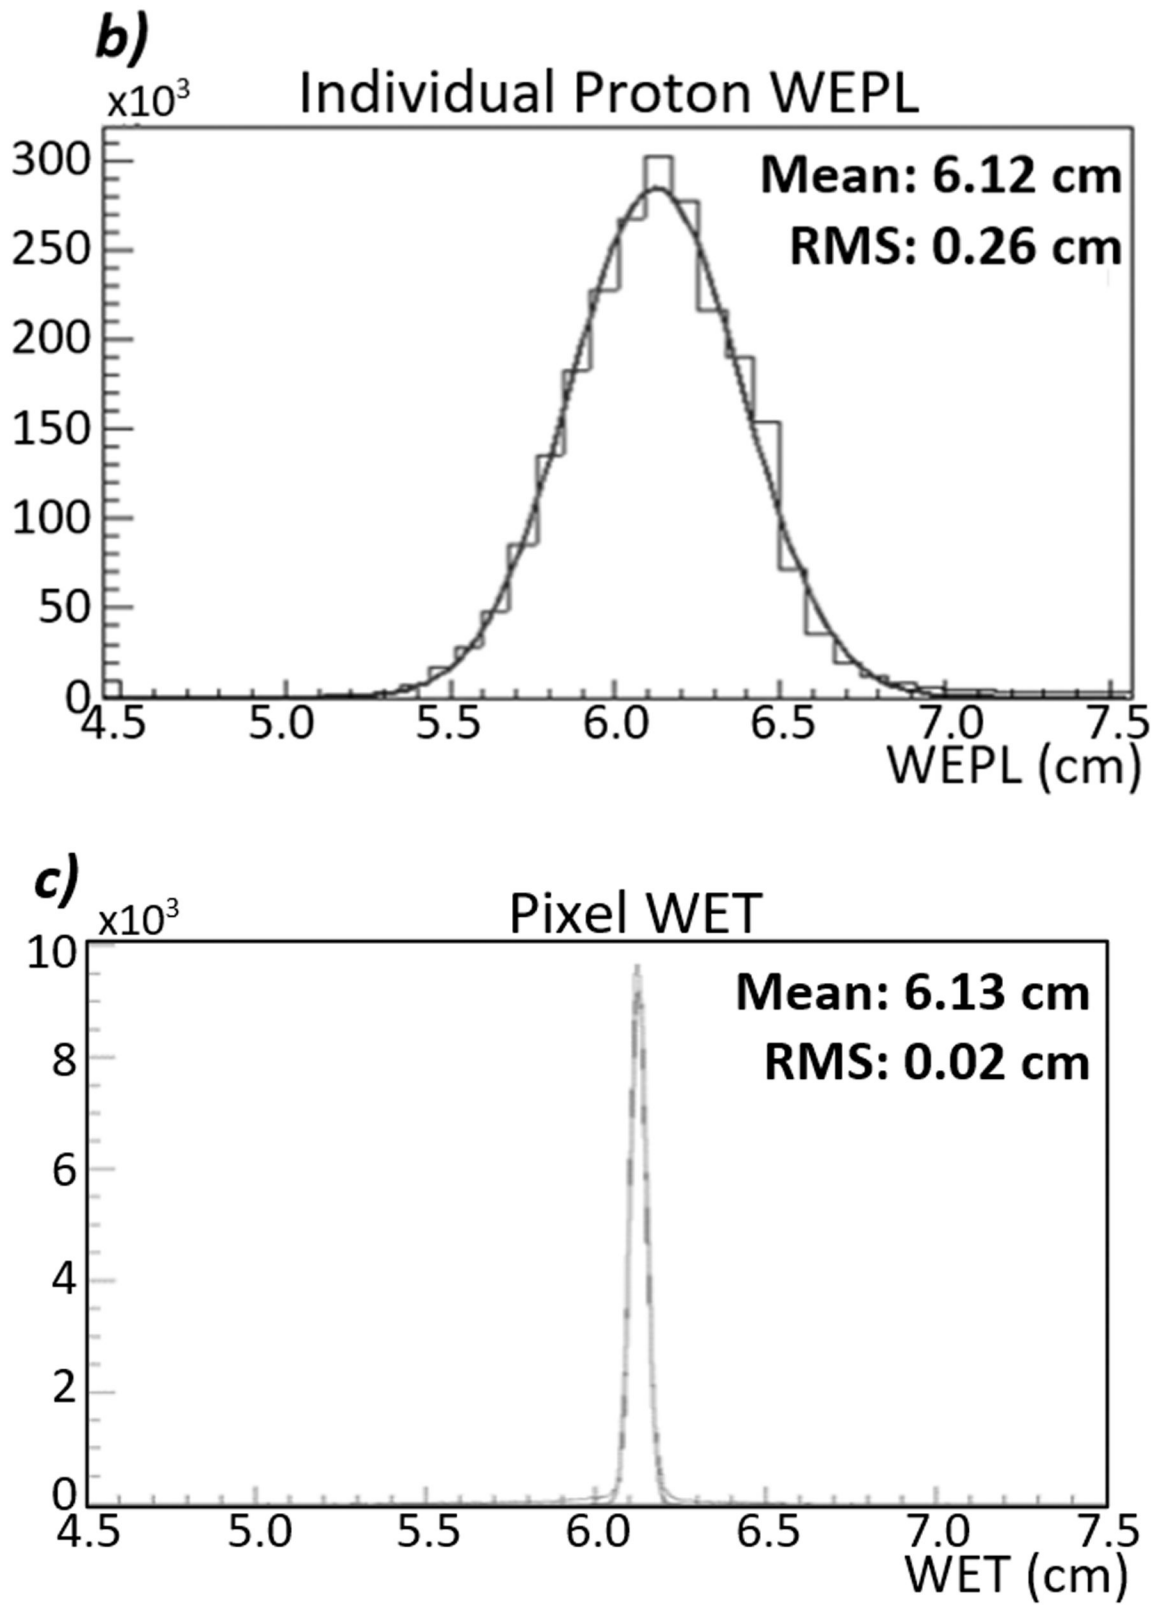 b)
x10³ Individual Proton WEPL
Mean: 6.12 cm
RMS: 0.26 cm
300
250
200
150
100
50
0
4.5 5.0 5.5 6.0 6.5 7.0 7.5
WEPL (cm)
c)
x10³ Pixel WET
Mean: 6.13 cm
RMS: 0.02 cm
10
8
6
4
2
0
4.5 5.0 5.5 6.0 6.5 7.0 7.5
WET (cm)